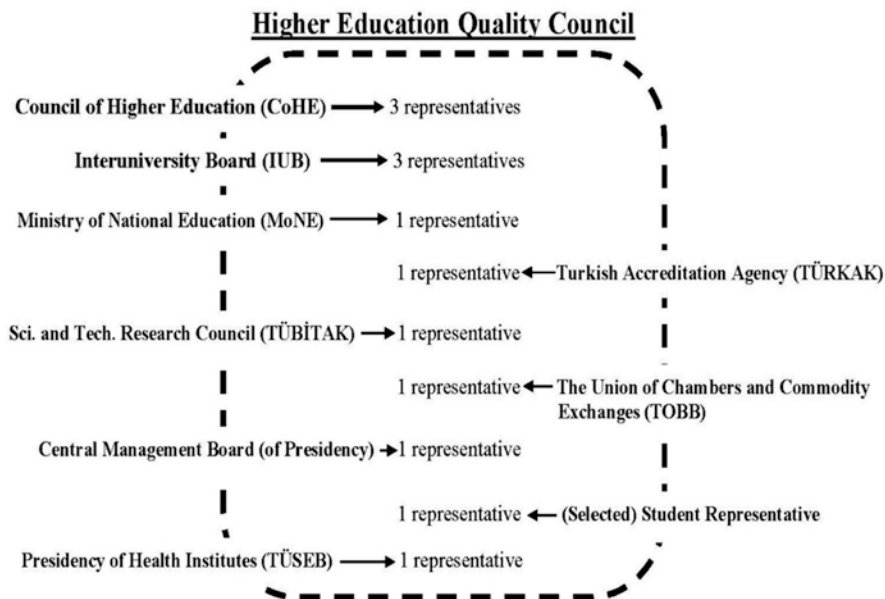 Higher Education Quality Council
Council of Higher Education (CoHE) 3 representatives
Interuniversity Board (IUB) 3 representatives
Ministry of National Education (MoNE) 1 representative
1 representative Turkish Accreditation Agency (TÜRKAK)
Sci. and Tech. Research Council (TÜBİTAK) 1 representative
1 representative The Union of Chambers and Commodity
Exchanges (TOBB)
Central Management Board (of Presidency) 1 representative
1 representative (Selected) Student Representative
Presidency of Health Institutes (TÜSEB) 1 representative